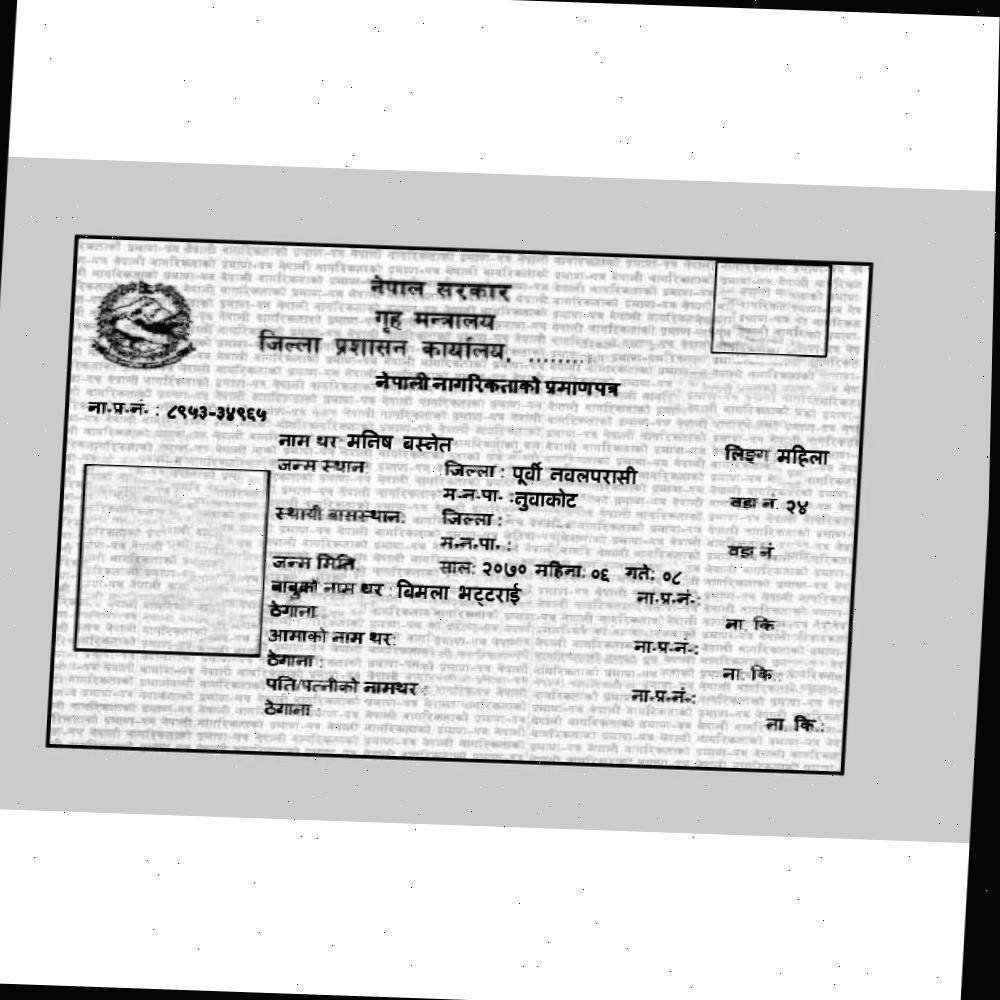 नेपाल सरकार
गृह मन्त्रालय
जिल्ला प्रशासन कार्यालय, .........
नेपाली नागरिकताको प्रमाणपत्र
ना.प्र.नं. : ८९५३-३४९६५
नाम थर: मनिष बस्नेत लिङ्ग महिला
जन्म स्थान: जिल्ला : पूर्वी नवलपरासी
म.न.पा. : नुवाकोट वडा नं. २४
स्थायी बासस्थान: जिल्ला :
म.न.पा. : वडा नं.
जन्म मिति साल: २०७० महिना: ०६ गते: ०८
बाबुको नाम थर : बिमला भट्टराई ना.प्र.नं.:
ठेगाना ना. कि
आमाको नाम थर: ना.प्र.नं.:
ठेगाना : ना. कि.
पति/पत्नीको नामथर : ना.प्र.नं.:
ठेगाना : ना. कि.: